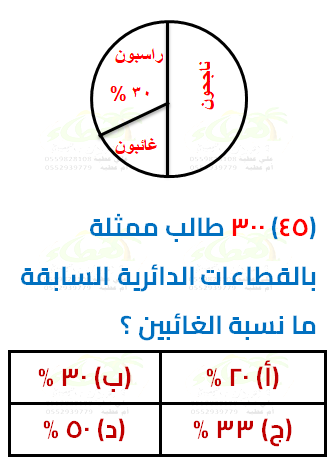 راسبون
٣٠ %
ناجحون
غائبون
(٤٥) ٣٠٠ طالب ممثلة
بالقطاعات الدائرية السابقة
ما نسبة الغائبين ؟
(أ) ٢٠ %
(ب) ٣٠ %
(ج) ٣٣ %
(د) ٥٠ %